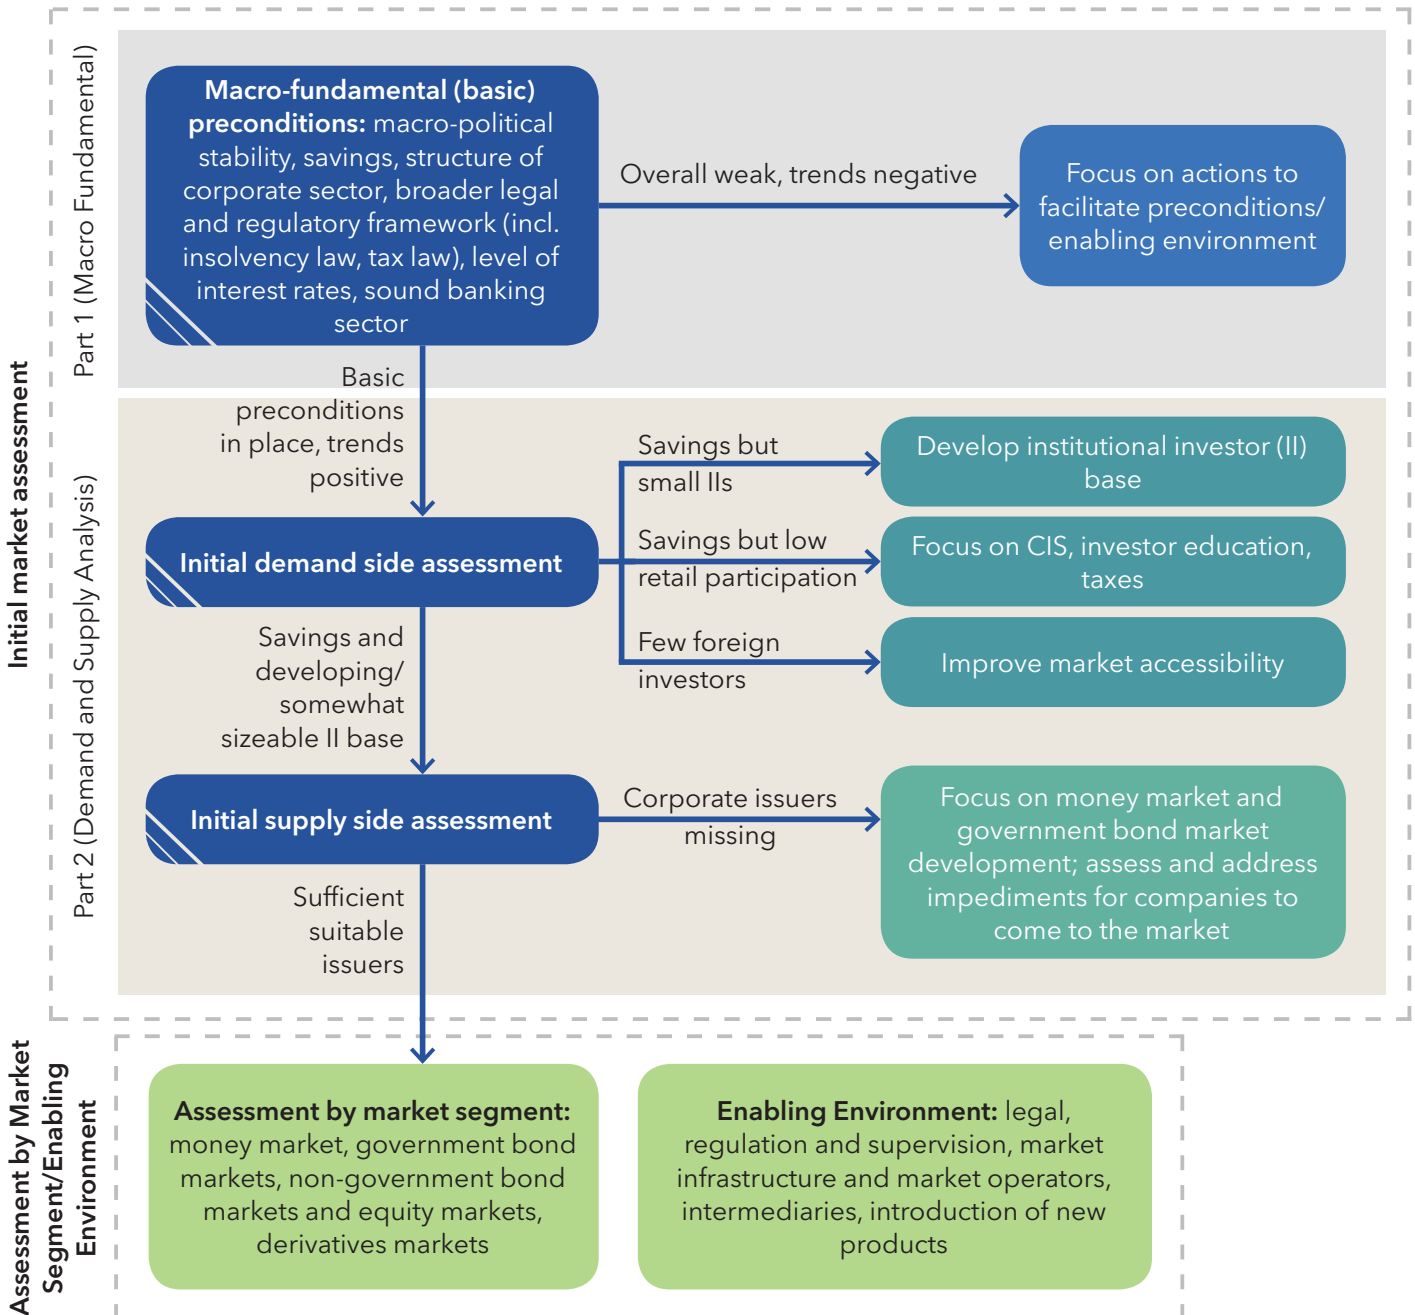 Initial market assessment
Part 1 (Macro Fundamental)
Macro-fundamental (basic)
preconditions: macro-political
stability, savings, structure of
corporate sector, broader legal
and regulatory framework (incl.
insolvency law, tax law), level of
interest rates, sound banking
sector
Overall weak, trends negative
Focus on actions to
facilitate preconditions/
enabling environment
Basic
preconditions
in place, trends
positive
Part 2 (Demand and Supply Analysis)
Initial demand side assessment
Savings but
small IIs
Develop institutional investor (II)
base
Savings but low
retail participation
Focus on CIS, investor education,
taxes
Few foreign
investors
Improve market accessibility
Savings and
developing/
somewhat
sizeable II base
Initial supply side assessment
Corporate issuers
missing
Focus on money market and
government bond market
development; assess and address
impediments for companies to
come to the market
Sufficient
suitable
issuers
Assessment by Market
Segment/Enabling
Environment
Assessment by market segment:
money market, government bond
markets, non-government bond
markets and equity markets,
derivatives markets
Enabling Environment: legal,
regulation and supervision, market
infrastructure and market operators,
intermediaries, introduction of new
products